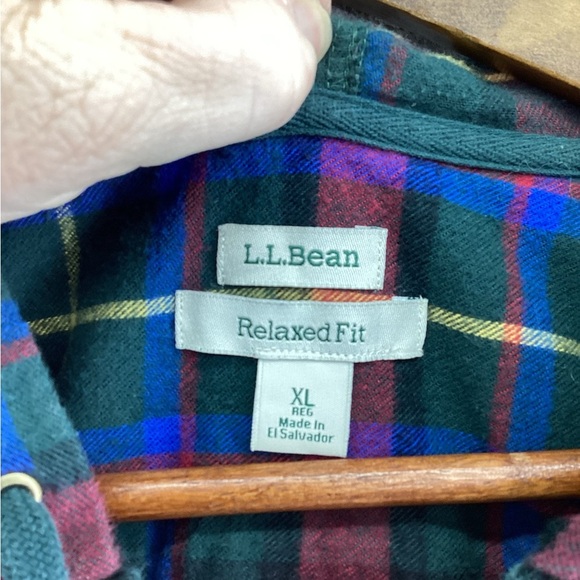 L.L.Bean
Relaxed Fit
XL
REG
Made In
El Salvador